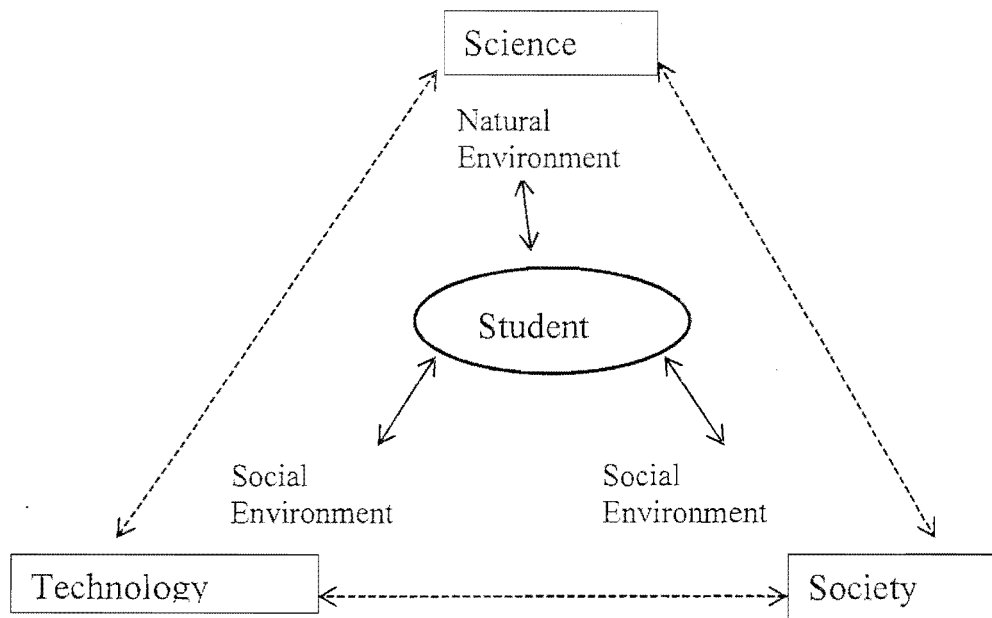 Science
Natural
Environment
Student
Social
Environment
Social
Environment
Technology
Society